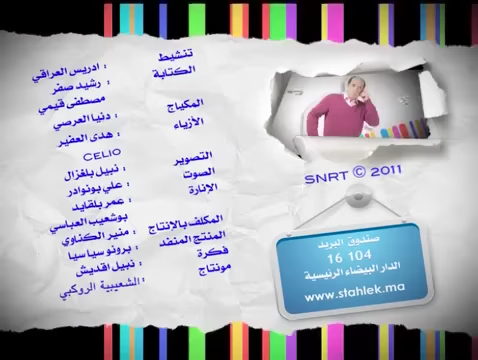 تنشيط : ادريس العراقي
الكتابة : رشيد صفر
مصطفى قيمي
المكياج : دنيا العرصي
الأزياء : هدى العفير
CELIO
التصوير : نبيل بلغزال
الصوت : علي بونوادر
الإنارة : عمر بلقايد
بوشعيب العباسي
المكلف بالإنتاج : منير الكناوي
المنتج المنفذ : برونو سياسيا
فكرة : نبيل اقديش
مونتاج : الشعيبية الروكبي
SNRT © 2011
صندوق البريد
16 104
الدار البيضاء الرئيسية
www.stahlek.ma